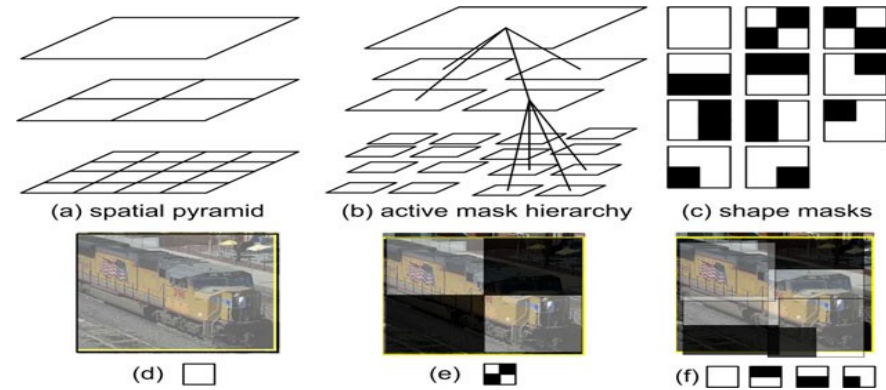 (a) spatial pyramid
(b) active mask hierarchy
(c) shape masks
(d)
(e)
(f)